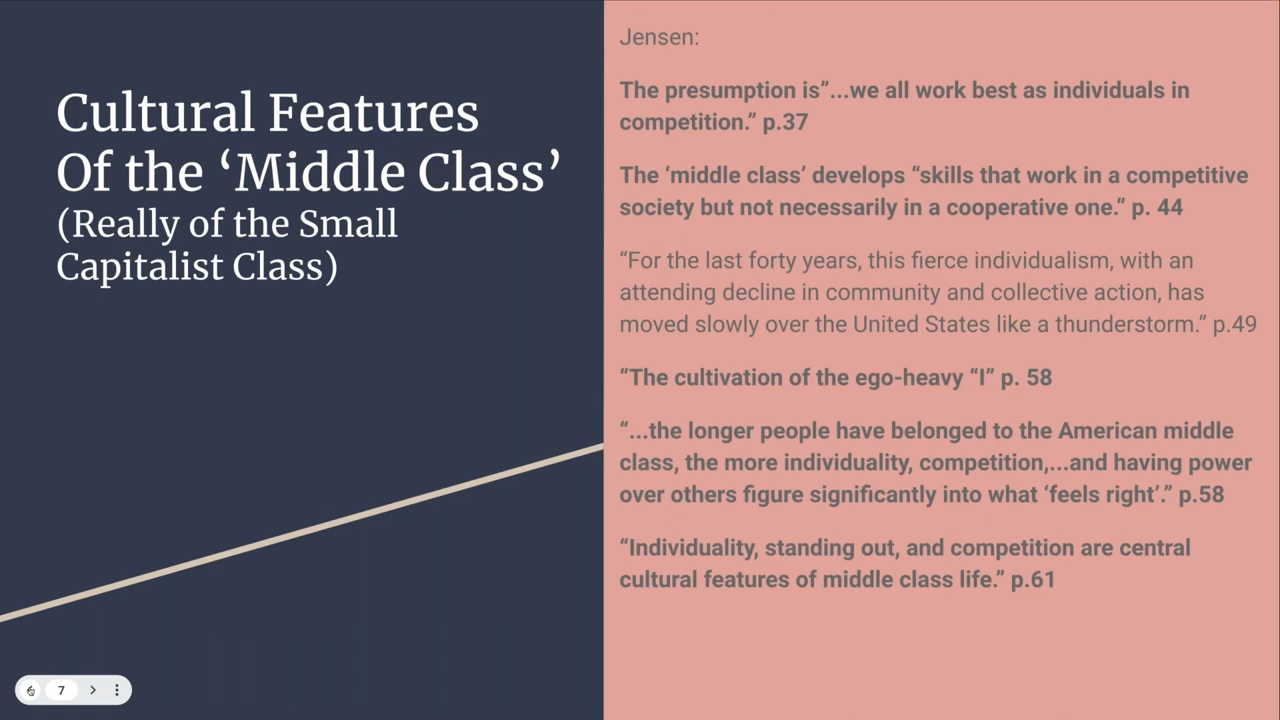 Cultural Features
Of the ‘Middle Class’
(Really of the Small
Capitalist Class)
Jensen:
The presumption is”...we all work best as individuals in
competition.” p.37
The ‘middle class’ develops “skills that work in a competitive
society but not necessarily in a cooperative one.” p. 44
“For the last forty years, this fierce individualism, with an
attending decline in community and collective action, has
moved slowly over the United States like a thunderstorm.” p.49
“The cultivation of the ego-heavy “I” p. 58
“...the longer people have belonged to the American middle
class, the more individuality, competition,...and having power
over others figure significantly into what ‘feels right’.” p.58
“Individuality, standing out, and competition are central
cultural features of middle class life.” p.61
7